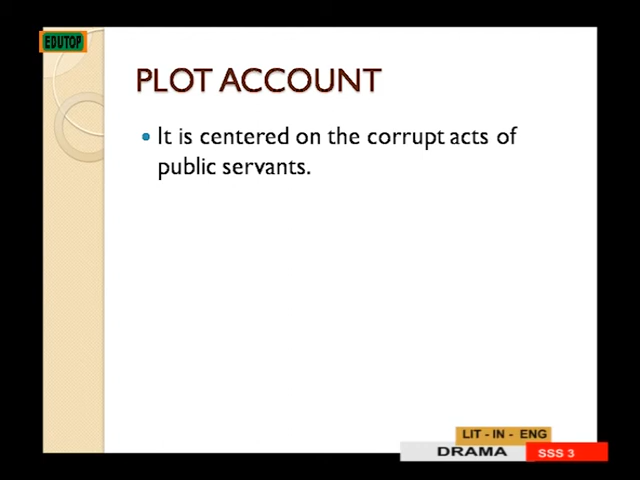 EDUTOP
PLOT ACCOUNT
It is centered on the corrupt acts of
public servants.
LIT - IN - ENG
DRAMA
SSS 3